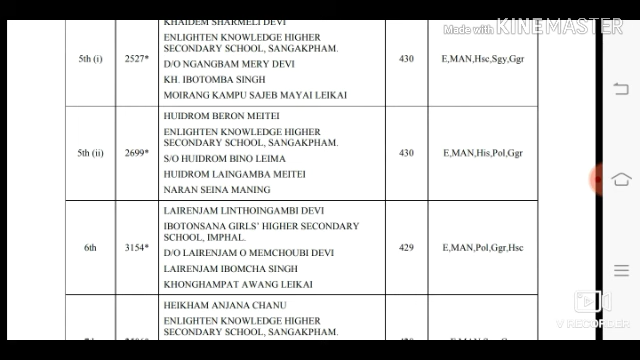 KHAIDEM SHARMELI DEVI
ENLIGHTEN KNOWLEDGE HIGHER
SECONDARY SCHOOL, SANGAKPHAM.
5th (i) 2527* D/O NGANGBAM MERY DEVI 430 E,MAN,Hsc,Sgy,Ggr
KH. IBOTOMBA SINGH
MOIRANG KAMPU SAJEB MAYAI LEIKAI
HUIDROM BERON MEITEI
ENLIGHTEN KNOWLEDGE HIGHER
SECONDARY SCHOOL, SANGAKPHAM.
5th (ii) 2699* S/O HUIDROM BINO LEIMA 430 E,MAN,His,Pol,Ggr
HUIDROM LAINGAMBA MEITEI
NARAN SEINA MANING
LAIRENJAM LINTHOINGAMBI DEVI
IBOTONSANA GIRLS' HIGHER SECONDARY
SCHOOL, IMPHAL.
6th 3154* D/O LAIRENJAM O MEMCHOUBI DEVI 429 E,MAN,Pol,Ggr,Hsc
LAIRENJAM IBOMCHA SINGH
KHONGHAMPAT AWANG LEIKAI
HEIKHAM ANJANA CHANU
ENLIGHTEN KNOWLEDGE HIGHER
SECONDARY SCHOOL, SANGAKPHAM.
Made with KINEMASTER
RECORDER